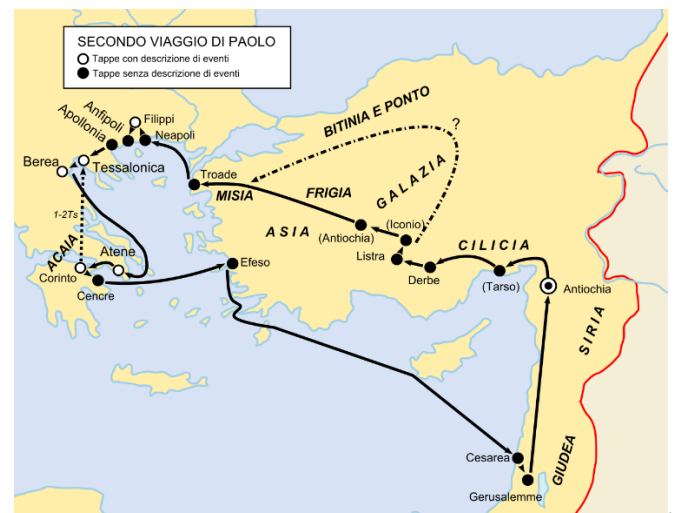 SECONDO VIAGGIO DI PAOLO
Tappe con descrizione di eventi
Tappe senza descrizione di eventi
BITINIA E PONTO
?
Filippi
Anfipoli
Apollonia
Neapoli
Berea
Tessalonica
Troade
MISIA
FRIGIA
GALAZIA
1-2Ts
ACAIA
ASIA
(Antiochia)
(Iconio)
Listra
Derbe
CILICIA
(Tarso)
Antiochia
Atene
Corinto
Cencre
Efeso
SIRIA
Cesarea
Gerusalemme
GIUDEA